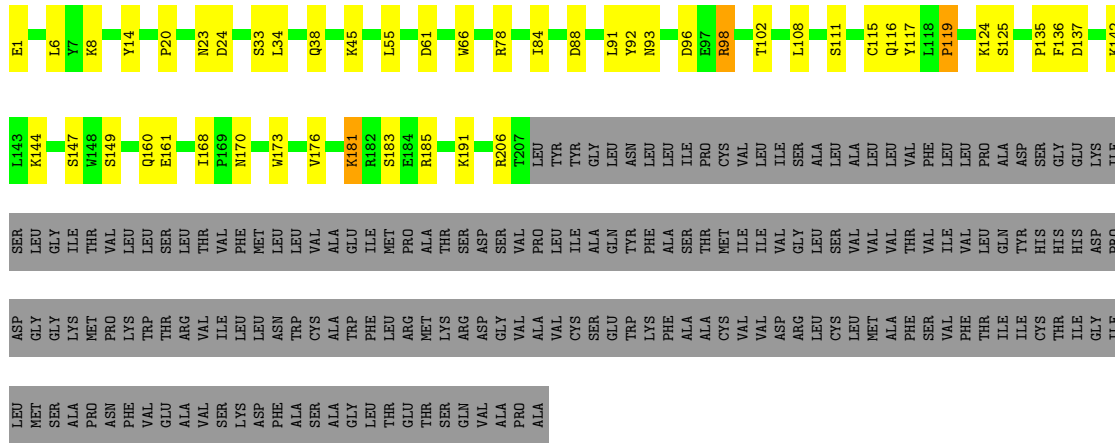 E1 L6 Y7 K8 Y14 P20 N23 D24 S33 L34 Q38 K45 L55 D61 W66 R78 I84 D88 L91 Y92 N93 D96 E97 R98 T102 L108 S111 C115 Q116 Y117 L118 P119 K124 S125 P135 F136 D137 K142
L143 K144 S147 W148 S149 Q160 E161 I168 P169 N170 W173 V176 K181 R182 S183 E184 R185 K191 R206 T207 LEU TYR TYR GLY LEU ASN LEU LEU ILE PRO CYS VAL LEU ILE SER ALA LEU ALA LEU LEU VAL PHE LEU LEU PRO ALA ASP SER GLY GLU LYS ILE
SER LEU GLY ILE THR VAL LEU LEU SER LEU THR VAL PHE MET LEU LEU VAL ALA GLU ILE MET PRO ALA THR SER ASP SER VAL PRO LEU ILE ALA GLN TYR PHE ALA SER THR MET ILE ILE VAL GLY LEU SER VAL VAL VAL THR VAL ILE VAL LEU GLN TYR HIS HIS HIS ASP PRO
ASP GLY GLY LYS MET PRO LYS TRP THR ARG VAL ILE LEU LEU ASN TRP CYS ALA TRP PHE LEU ARG MET LYS ARG ASP GLY VAL ALA VAL CYS SER GLU TRP LYS PHE ALA ALA CYS VAL VAL ASP ARG LEU CYS LEU MET ALA PHE SER VAL PHE THR ILE ILE CYS THR ILE GLY ILE
LEU MET SER ALA PRO ASN PHE VAL GLU ALA VAL SER LYS ASP PHE ALA SER ALA GLY LEU THR GLU THR SER GLN VAL ALA PRO ALA